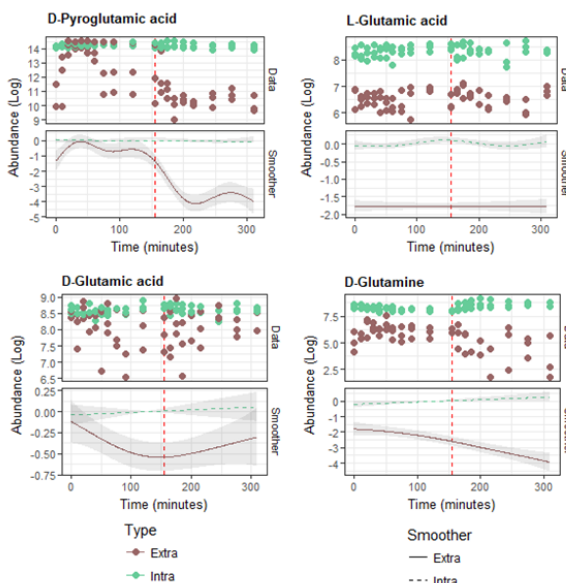 D-Pyroglutamic acid
Abundance (Log)
14
13
12
11
10
9
Data
0
-1
-2
-3
-4
-5
Smoother
0 100 200 300
Time (minutes)
L-Glutamic acid
Abundance (Log)
8
7
6
Data
0.0
-0.5
-1.0
-1.5
-2.0
Smoother
0 100 200 300
Time (minutes)
D-Glutamic acid
Abundance (Log)
9.0
8.5
8.0
7.5
7.0
6.5
Data
0.00
-0.25
-0.50
-0.75
Smoother
0 100 200 300
Time (minutes)
D-Glutamine
Abundance (Log)
7.5
5.0
2.5
0
-1
-2
-3
-4
0 100 200 300
Time (minutes)
Type
Extra
Intra
Smoother
Extra
Intra